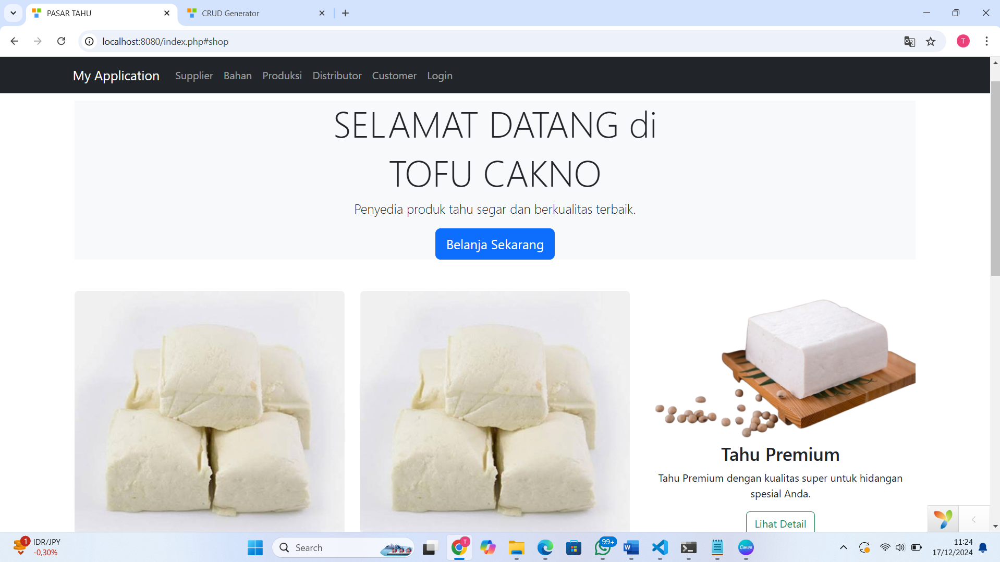 PASAR TAHU
CRUD Generator
localhost:8080/index.php#shop
T
My Application
Supplier
Bahan
Produksi
Distributor
Customer
Login
SELAMAT DATANG di
TOFU CAKNO
Penyedia produk tahu segar dan berkualitas terbaik.
Belanja Sekarang
Tahu Premium
Tahu Premium dengan kualitas super untuk hidangan
spesial Anda.
Lihat Detail
1
IDR/JPY
-0,30%
Search
T
99+
W
Canva
11:24
17/12/2024